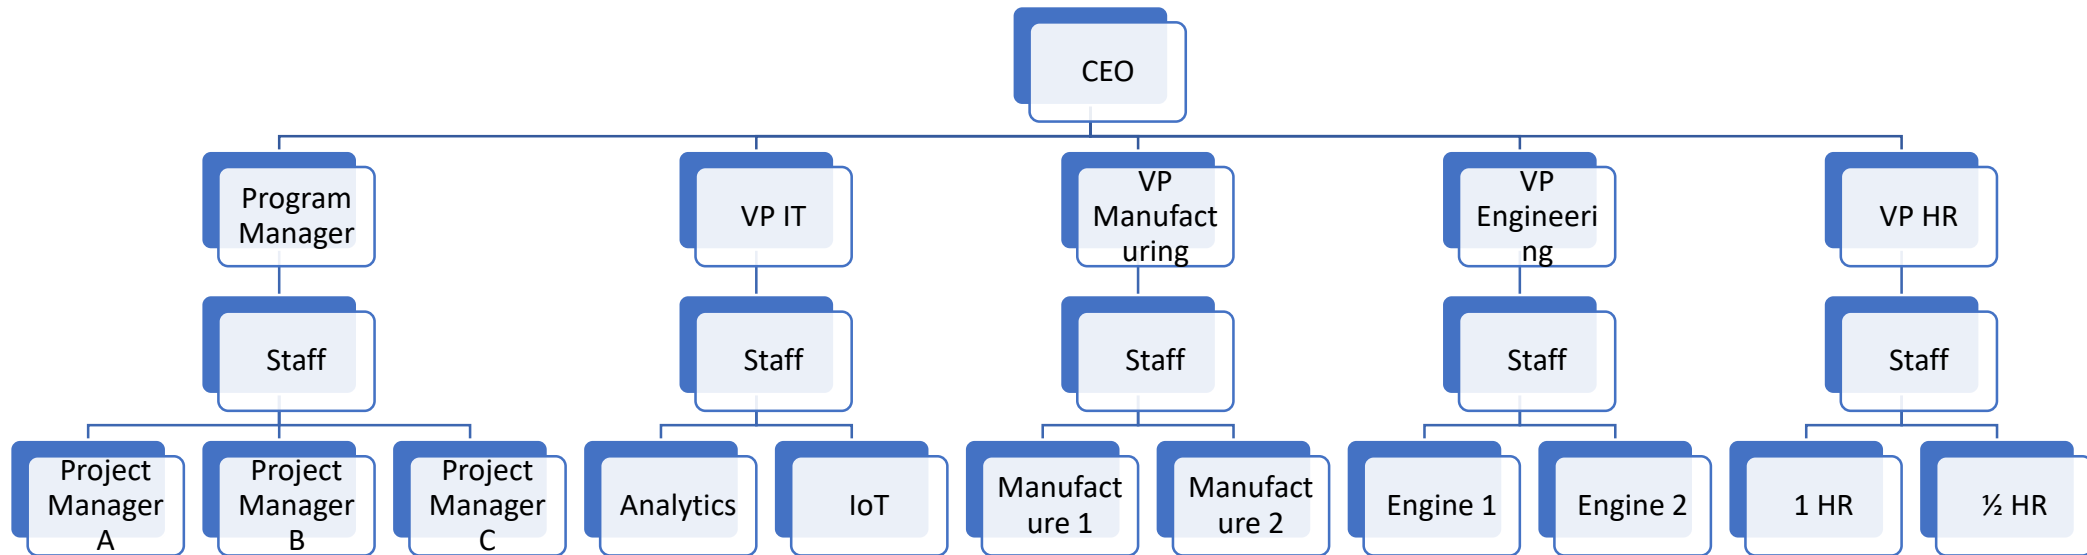 CEO
Program
Manager
VP IT
VP
Manufact
uring
VP
Engineeri
ng
VP HR
Staff
Staff
Staff
Staff
Staff
Project
Manager
A
Project
Manager
B
Project
Manager
C
Analytics
IoT
Manufact
ure 1
Manufact
ure 2
Engine 1
Engine 2
1 HR
½ HR